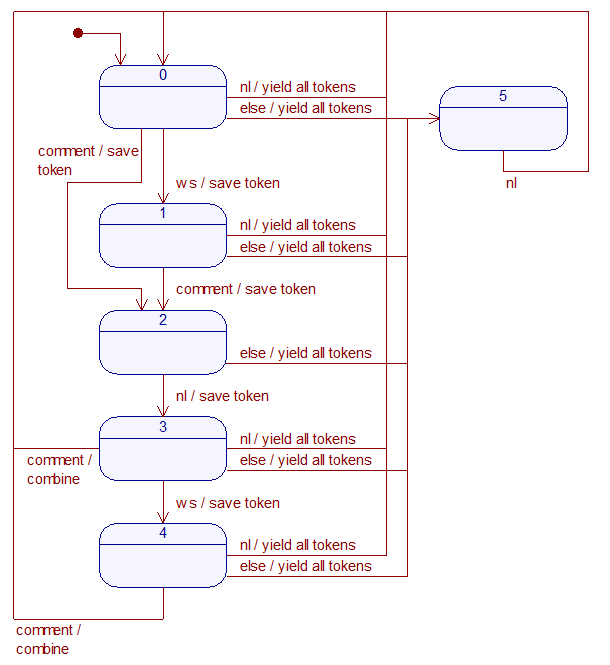 0
nl / yield all tokens
else / yield all tokens
5
nl
comment / save
token
ws / save token
1
nl / yield all tokens
else / yield all tokens
comment / save token
2
else / yield all tokens
nl / save token
3
nl / yield all tokens
else / yield all tokens
comment /
combine
ws / save token
4
nl / yield all tokens
else / yield all tokens
comment /
combine